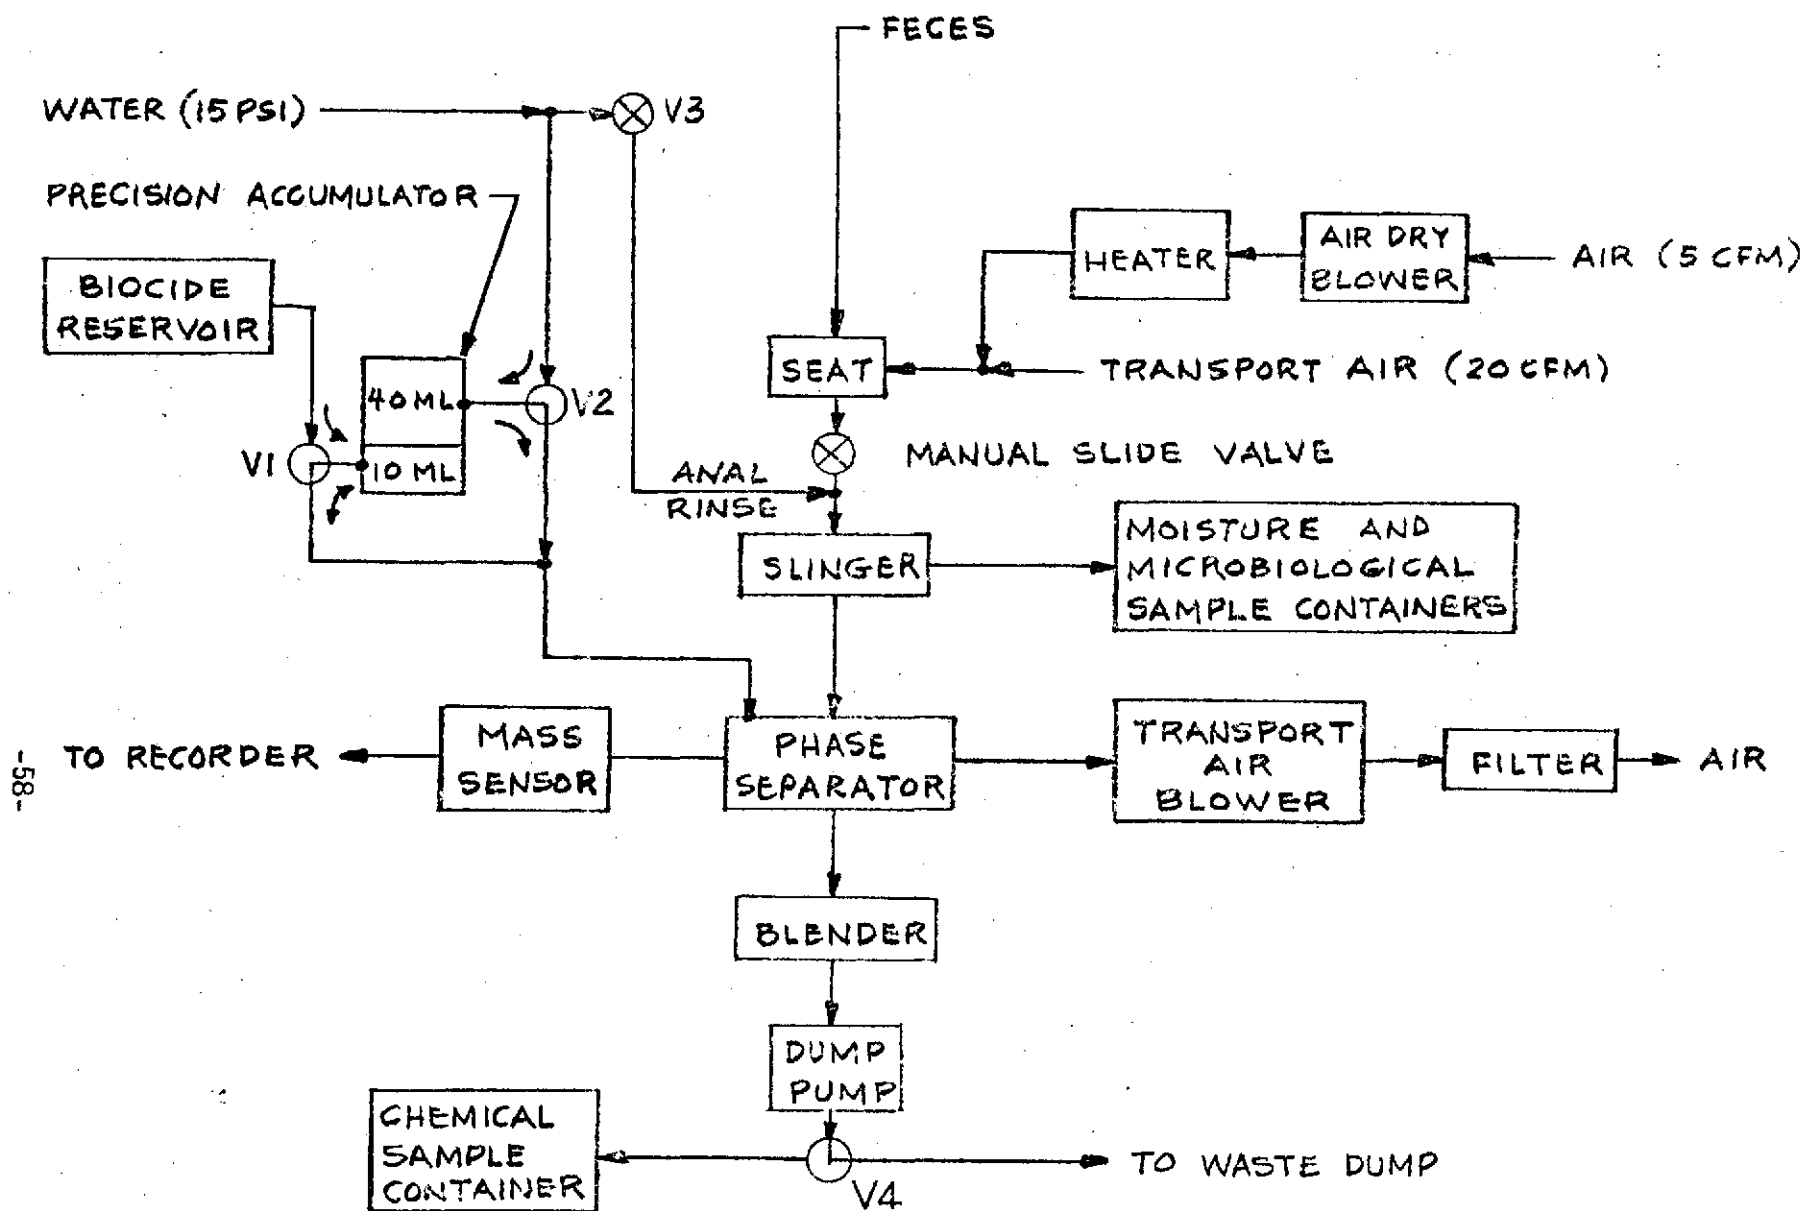 FECES
WATER (15 PSI)
V3
PRECISION ACCUMULATOR
BIOCIDE
RESERVOIR
HEATER
AIR DRY
BLOWER
AIR (5 CFM)
40 ML
10 ML
V2
V1
SEAT
TRANSPORT AIR (20 CFM)
MANUAL SLIDE VALVE
ANAL
RINSE
SLINGER
MOISTURE AND
MICROBIOLOGICAL
SAMPLE CONTAINERS
-58-
TO RECORDER
MASS
SENSOR
PHASE
SEPARATOR
TRANSPORT
AIR
BLOWER
FILTER
AIR
BLENDER
DUMP
PUMP
CHEMICAL
SAMPLE
CONTAINER
V4
TO WASTE DUMP